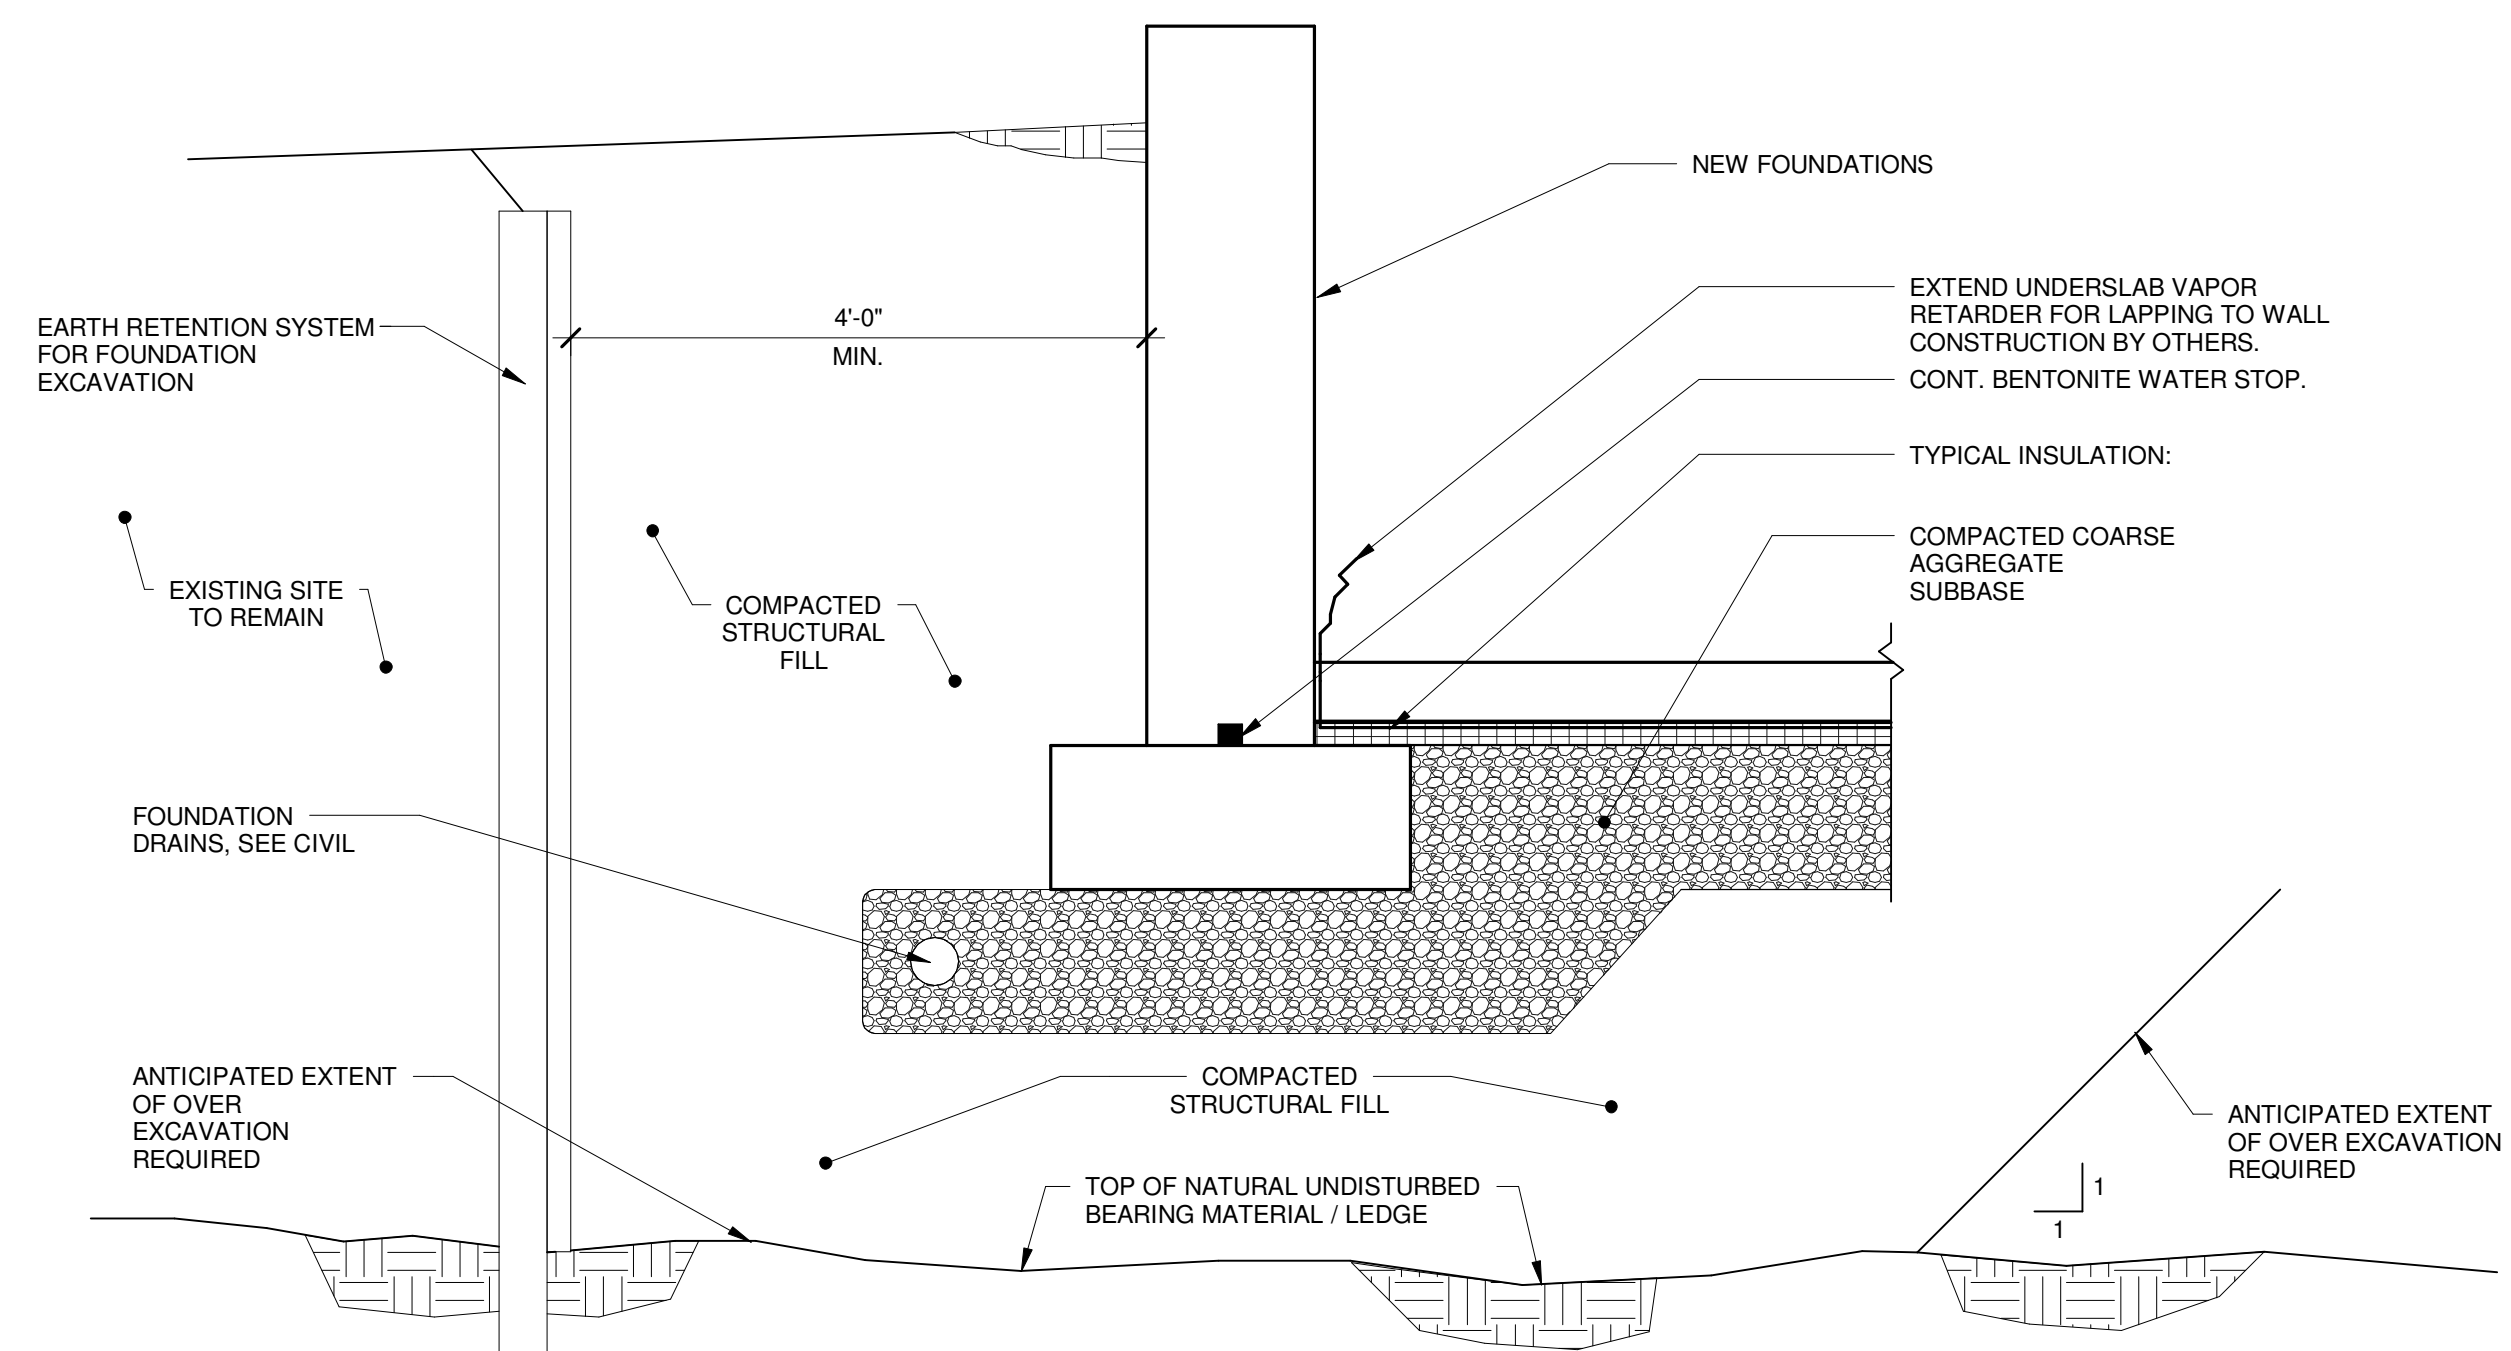 NEW FOUNDATIONS
EXTEND UNDERSLAB VAPOR
RETARDER FOR LAPPING TO WALL
CONSTRUCTION BY OTHERS.
CONT. BENTONITE WATER STOP.
TYPICAL INSULATION:
COMPACTED COARSE
AGGREGATE
SUBBASE
4'-0"
MIN.
EARTH RETENTION SYSTEM
FOR FOUNDATION
EXCAVATION
EXISTING SITE
TO REMAIN
COMPACTED
STRUCTURAL
FILL
FOUNDATION
DRAINS, SEE CIVIL
ANTICIPATED EXTENT
OF OVER
EXCAVATION
REQUIRED
COMPACTED
STRUCTURAL FILL
TOP OF NATURAL UNDISTURBED
BEARING MATERIAL / LEDGE
1
1
ANTICIPATED EXTENT
OF OVER EXCAVATION
REQUIRED